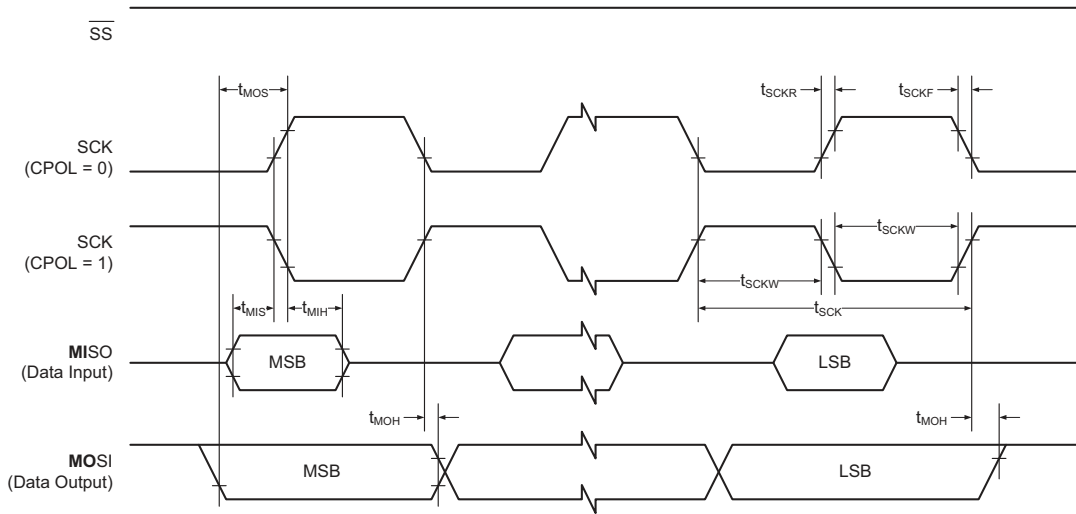 SS
tMOS
tSCKR
tSCKF
SCK
(CPOL = 0)
SCK
(CPOL = 1)
tSCKW
tSCKW
tMIS
tMIH
tSCK
MISO
(Data Input)
MSB
LSB
tMOH
tMOH
MOSI
(Data Output)
MSB
LSB